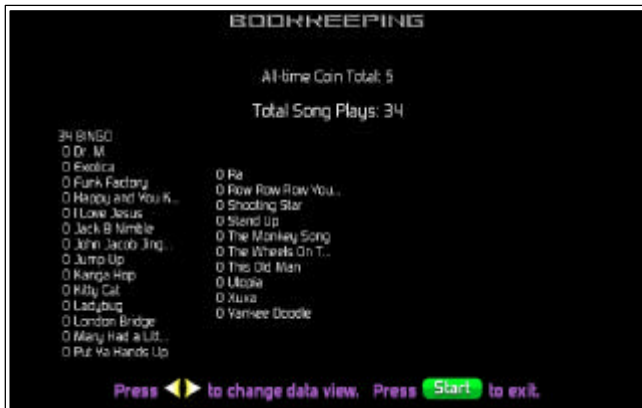 BOOKKEEPING
All-time Coin Total: 5
Total Song Plays: 34
34 BINGO
0 Dr. M
0 Exotica
0 Funk Factory
0 Happy and You K...
0 I Love Jesus
0 Jack B Nimble
0 John Jacob Jing...
0 Jump Up
0 Kanga Hop
0 Kitty Cat
0 Ladybug
0 London Bridge
0 Mary Had a Litt...
0 Put Ya Hands Up
0 Ra
0 Row Row Row You...
0 Shooting Star
0 Stand Up
0 The Monkey Song
0 The Wheels On T...
0 This Old Man
0 Utopia
0 Xuxa
0 Yankee Doodle
Press to change data view. Press Start to exit.